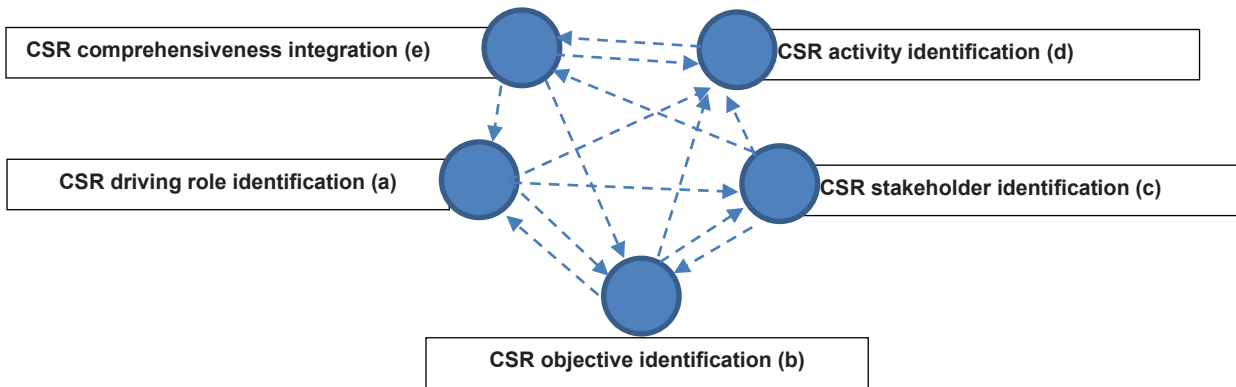 CSR comprehensiveness integration (e)
CSR activity identification (d)
CSR driving role identification (a)
CSR stakeholder identification (c)
CSR objective identification (b)